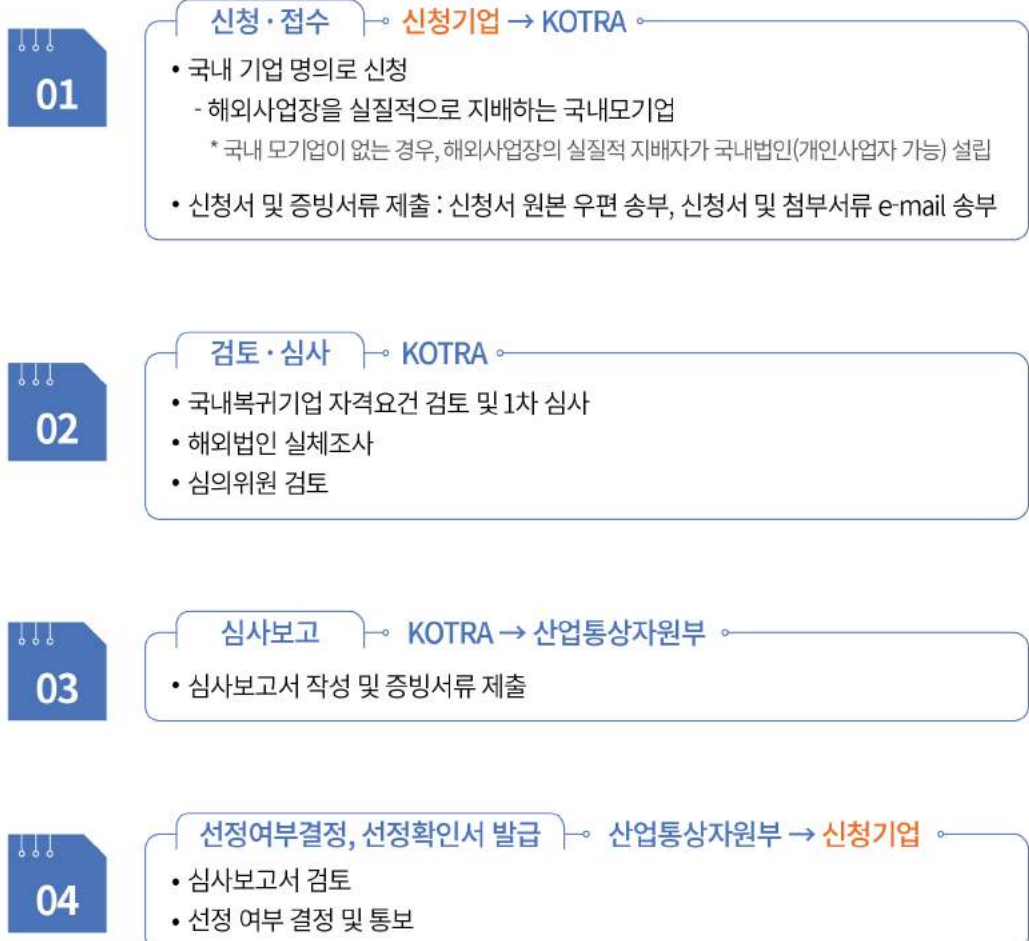 01
신청·접수 신청기업 → KOTRA
• 국내 기업 명의로 신청
- 해외사업장을 실질적으로 지배하는 국내모기업
* 국내 모기업이 없는 경우, 해외사업장의 실질적 지배자가 국내법인(개인사업자 가능) 설립
• 신청서 및 증빙서류 제출 : 신청서 원본 우편 송부, 신청서 및 첨부서류 e-mail 송부
02
검토·심사 KOTRA
• 국내복귀기업 자격요건 검토 및 1차 심사
• 해외법인 실체조사
• 심의위원 검토
03
심사보고 KOTRA → 산업통상자원부
• 심사보고서 작성 및 증빙서류 제출
04
선정여부결정, 선정확인서 발급 산업통상자원부 → 신청기업
• 심사보고서 검토
• 선정 여부 결정 및 통보